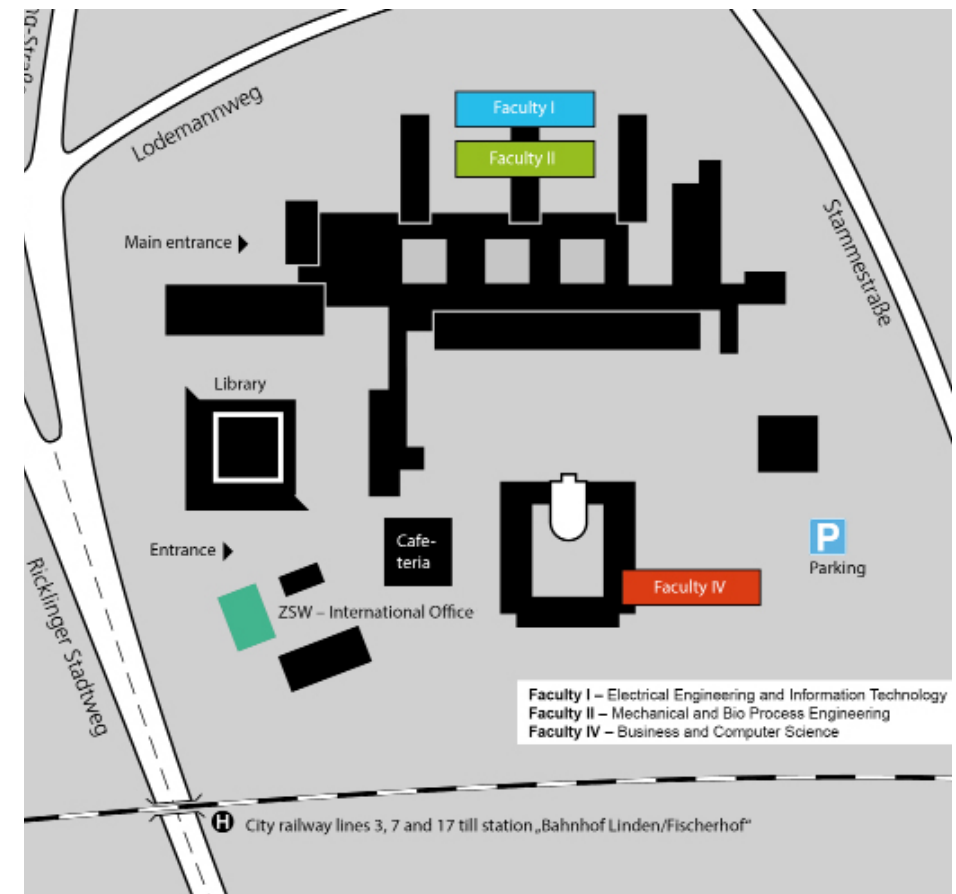 Lodemannweg
Faculty I
Faculty II
Stammestraße
Main entrance
Library
Cafe-
teria
P
Parking
Entrance
Faculty IV
ZSW – International Office
Ricklinger Stadtweg
Faculty I – Electrical Engineering and Information Technology
Faculty II – Mechanical and Bio Process Engineering
Faculty IV – Business and Computer Science
H City railway lines 3, 7 and 17 till station „Bahnhof Linden/Fischerhof“